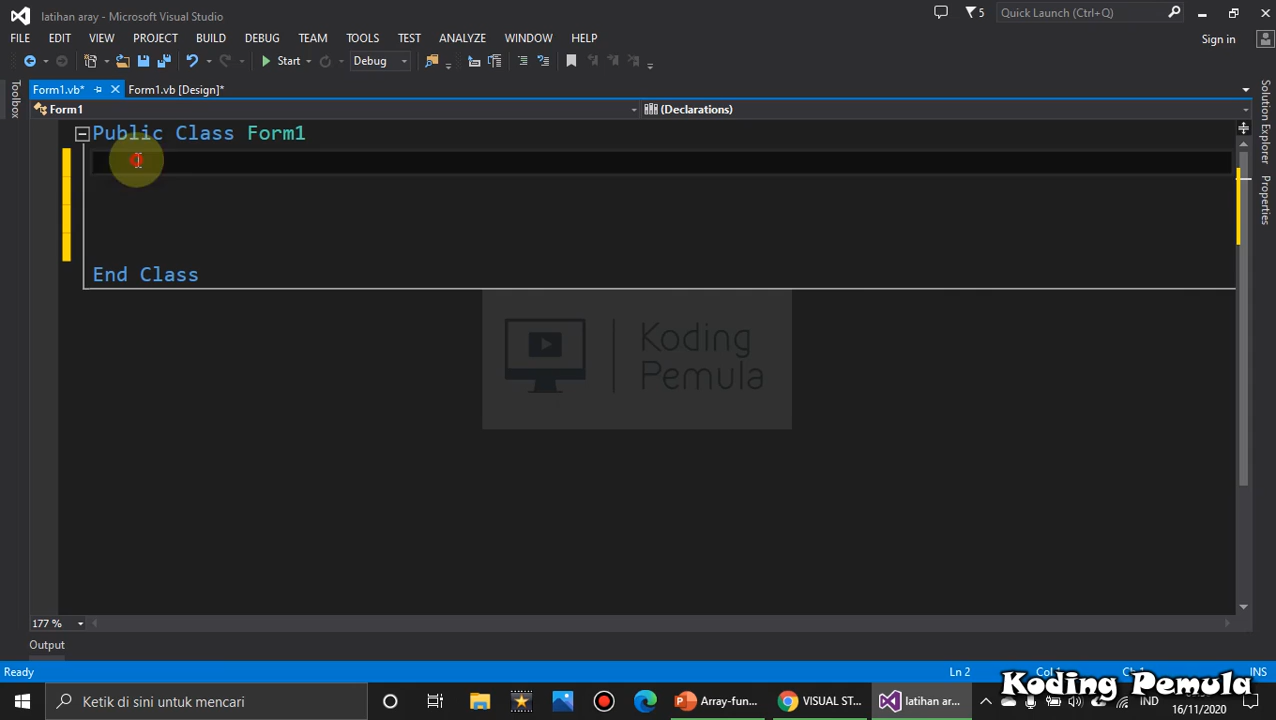 latihan aray - Microsoft Visual Studio
5
Quick Launch (Ctrl+Q)
FILE EDIT VIEW PROJECT BUILD DEBUG TEAM TOOLS TEST ANALYZE WINDOW HELP
Sign in
Start
Debug
Toolbox
Form1.vb*
Form1.vb [Design]*
Form1
(Declarations)
Public Class Form1
End Class
Solution Explorer
Properties
Koding
Pemula
177 %
Output
Ready
Ln 2
INS
Koding Pemula
Ketik di sini untuk mencari
Array-fun...
VISUAL ST...
latihan ar...
IND
16/11/2020